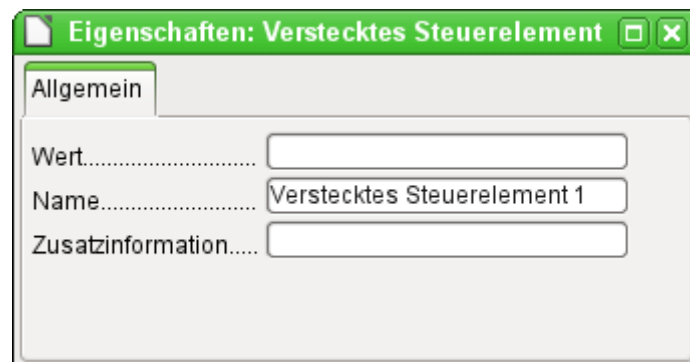 Eigenschaften: Verstecktes Steuerelement
Allgemein
Wert............................
Name.......................... Verstecktes Steuerelement 1
Zusatzinformation.....